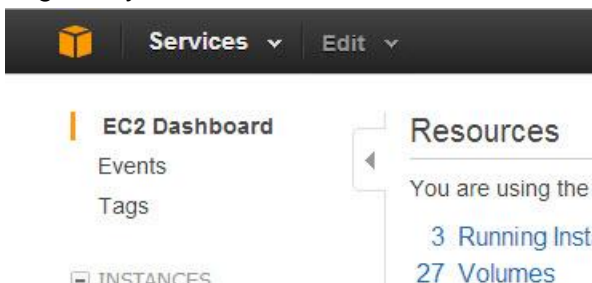 Services Edit
EC2 Dashboard
Events
Tags
INSTANCES
Resources
You are using the
3 Running Inst
27 Volumes